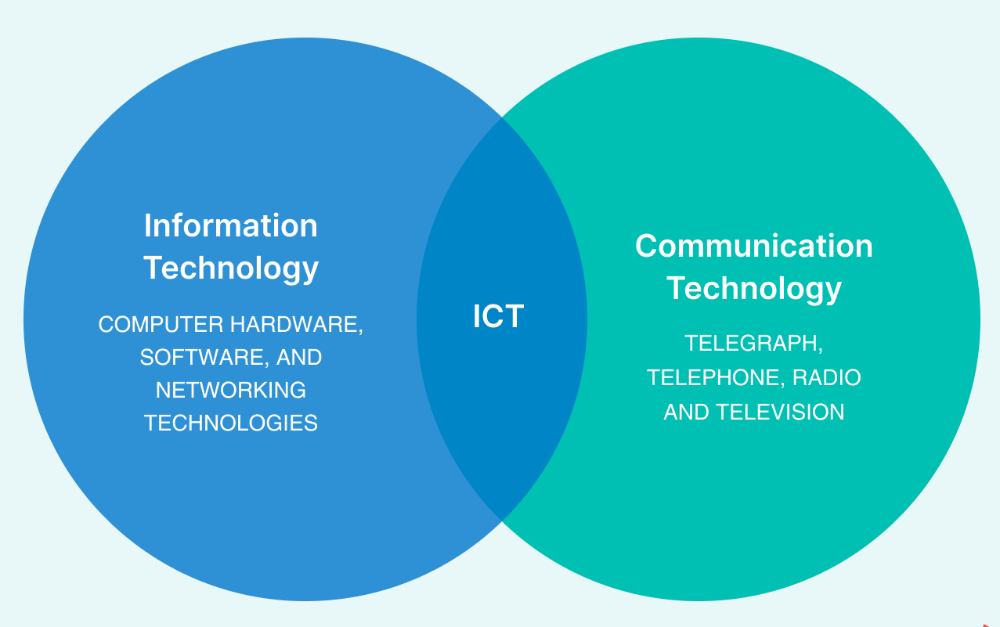 Information
Technology
COMPUTER HARDWARE,
SOFTWARE, AND
NETWORKING
TECHNOLOGIES
ICT
Communication
Technology
TELEGRAPH,
TELEPHONE, RADIO
AND TELEVISION